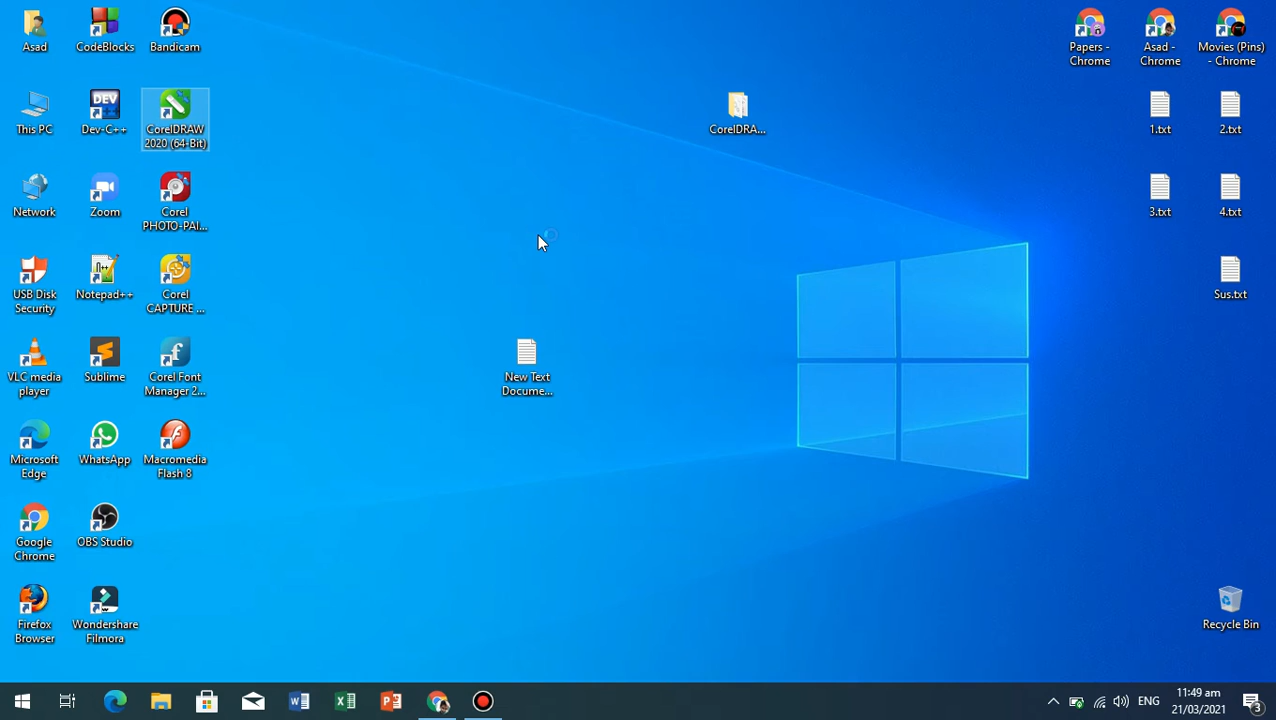 Asad
CodeBlocks
Bandicam
Papers -
Chrome
Asad -
Chrome
Movies (Pins)
- Chrome
This PC
DEV
Dev-C++
CorelDRAW
2020 (64-Bit)
CorelDRA...
1.txt
2.txt
Network
Zoom
Corel
PHOTO-PAI...
3.txt
4.txt
USB Disk
Security
Notepad++
Corel
CAPTURE ...
Sus.txt
VLC media
player
Sublime
Corel Font
Manager 2...
New Text
Docume...
Microsoft
Edge
WhatsApp
Macromedia
Flash 8
Google
Chrome
OBS Studio
Firefox
Browser
Wondershare
Filmora
Recycle Bin
ENG
11:49 am
21/03/2021
3